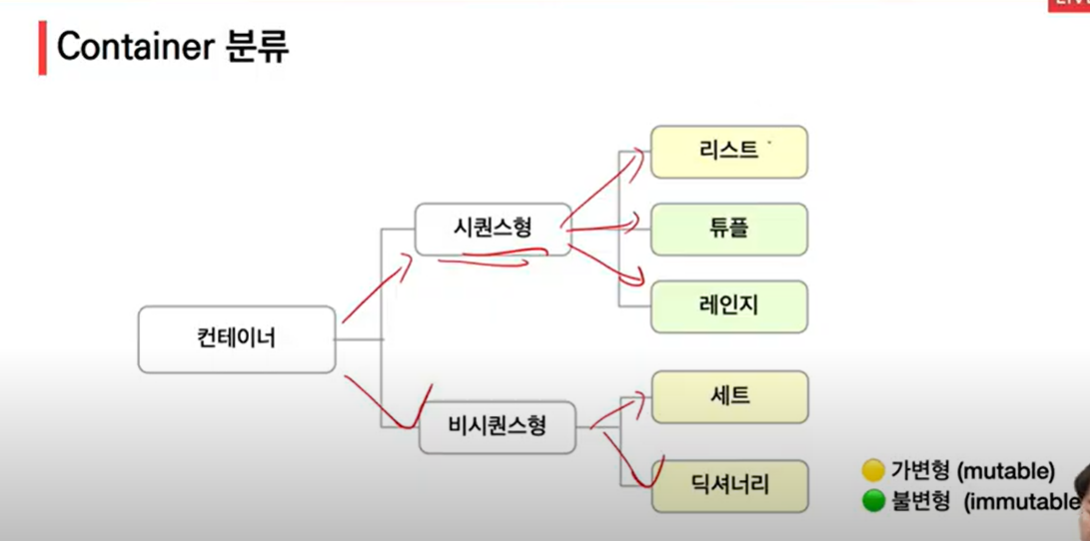 Container 분류
리스트
시퀀스형
튜플
레인지
컨테이너
세트
비시퀀스형
딕셔너리
가변형 (mutable)
불변형 (immutable